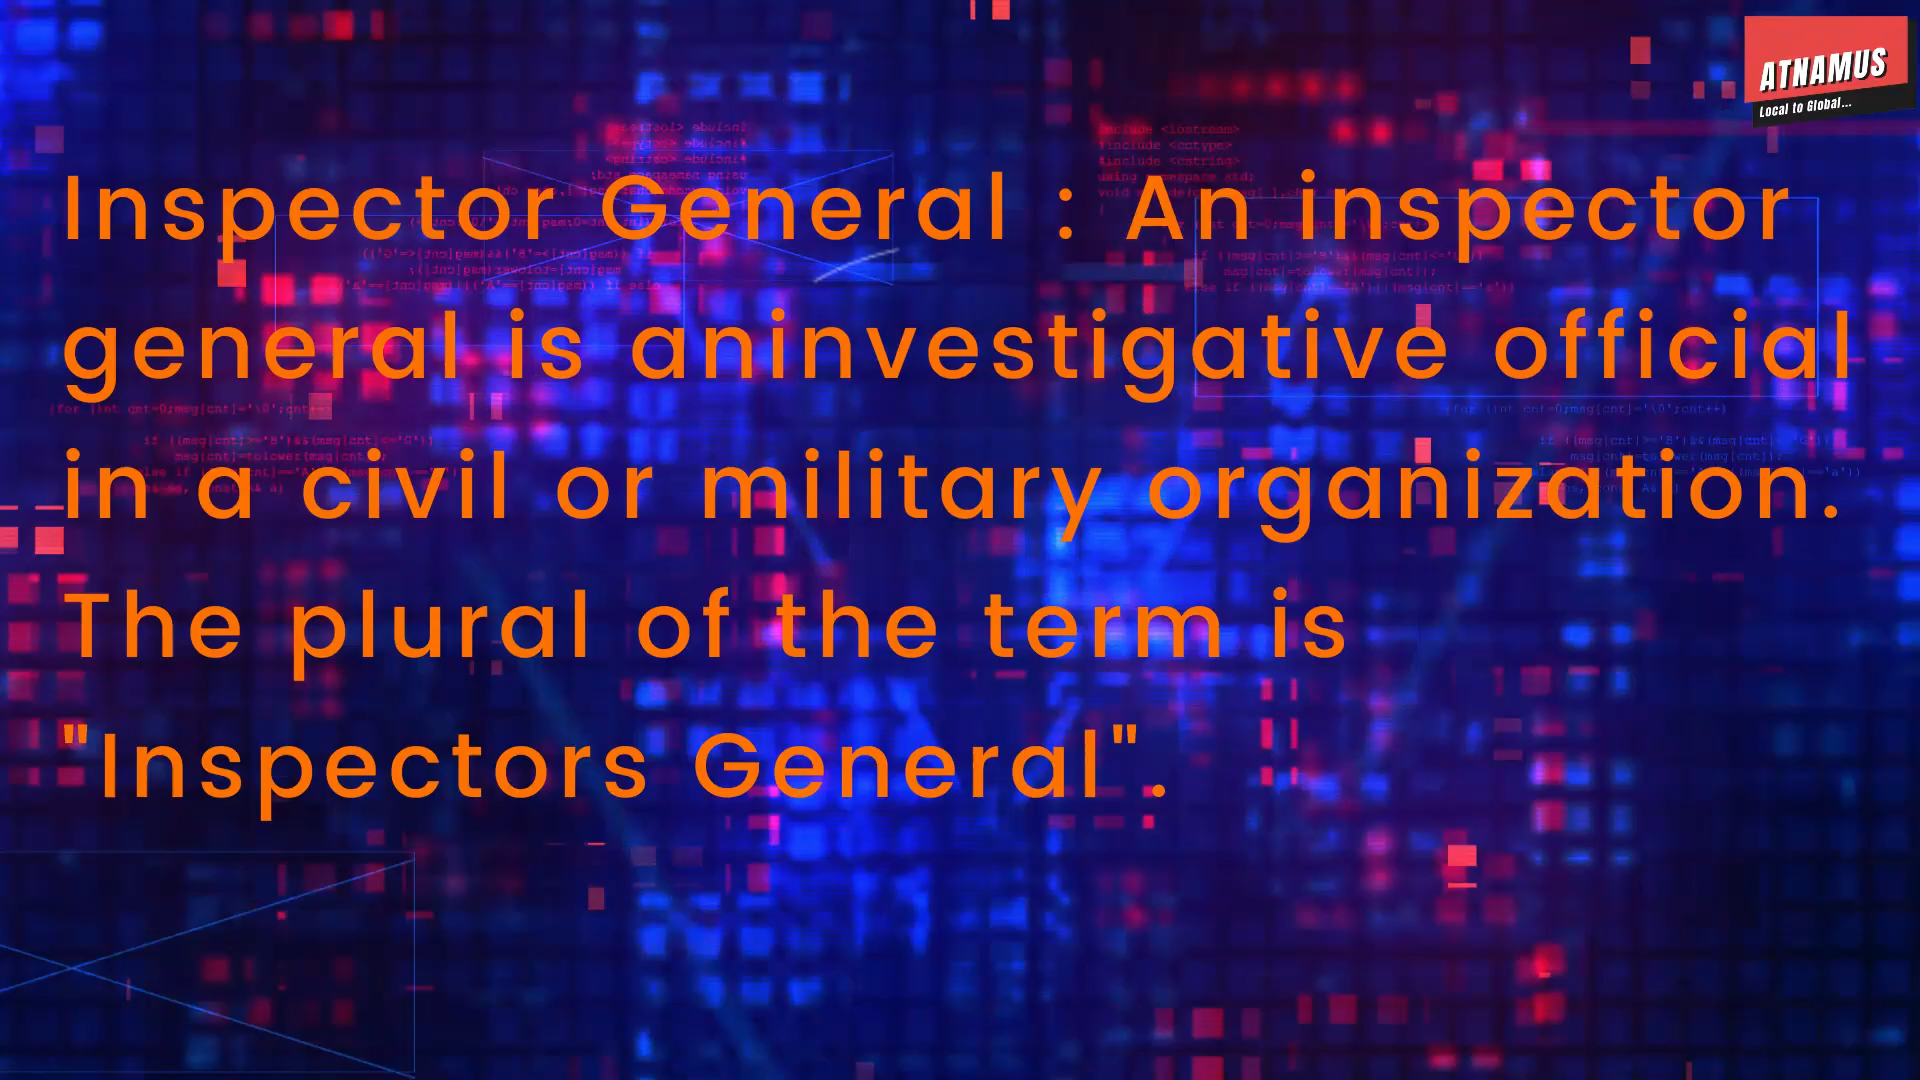 ATNAMUS
Local to Global...
Inspector General : An inspector
general is aninvestigative official
in a civil or military organization.
The plural of the term is
"Inspectors General".